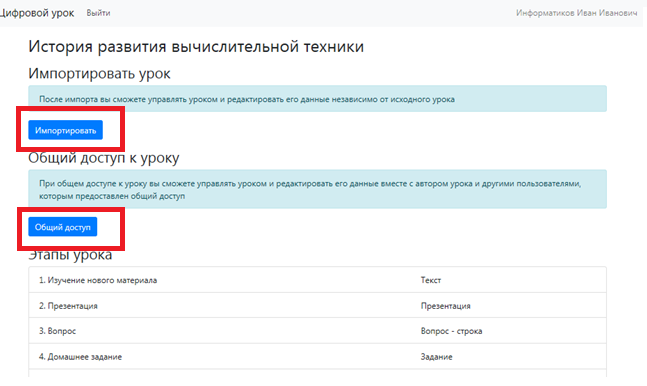 Цифровой урок Выйти Информатиков Иван Иванович
История развития вычислительной техники
Импортировать урок
После импорта вы сможете управлять уроком и редактировать его данные независимо от исходного урока
Импортировать
Общий доступ к уроку
При общем доступе к уроку вы сможете управлять уроком и редактировать его данные вместе с автором урока и другими пользователями,
которым предоставлен общий доступ
Общий доступ
Этапы урока
1. Изучение нового материала Текст
2. Презентация Презентация
3. Вопрос Вопрос - строка
4. Домашнее задание Задание